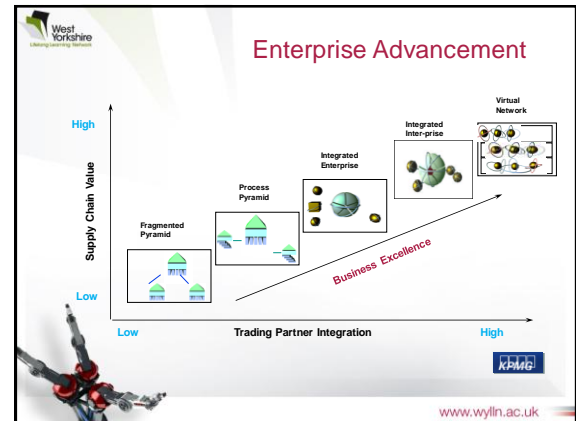 West
Yorkshire
Lifelong Learning Network
Enterprise Advancement
Virtual
Network
High
Integrated
Inter-prise
Integrated
Enterprise
Process
Pyramid
Fragmented
Pyramid
Supply Chain Value
Business Excellence
Low
Low
Trading Partner Integration
High
KPMG
www.wylln.ac.uk